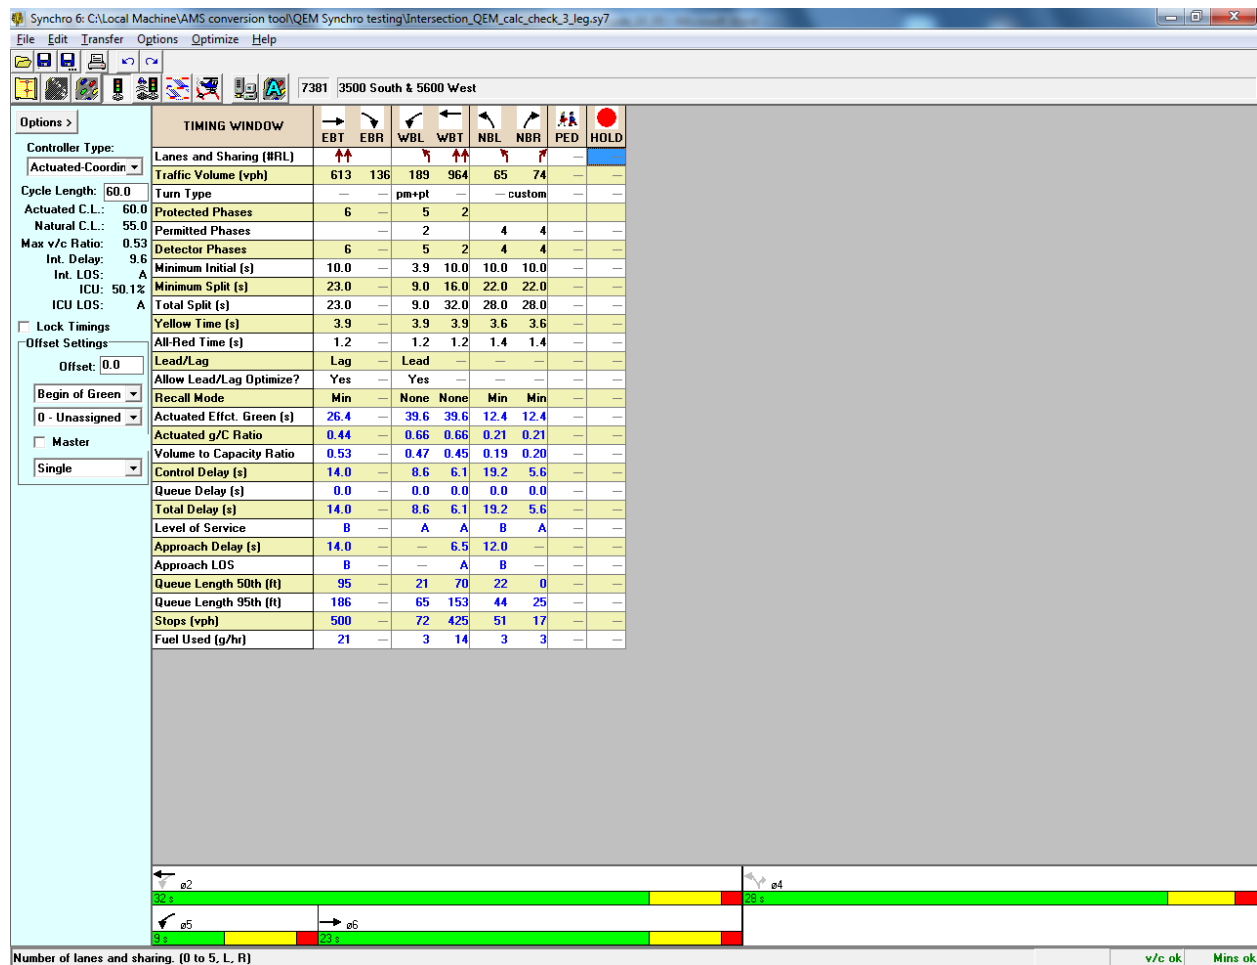 Synchro 6: C:\Local Machine\AMS conversion tool\QEM Synchro testing\Intersection_QEM_calc_check_3_leg.sy7
File Edit Transfer Options Optimize Help
7381 3500 South & 5600 West
Options >
Controller Type:
Actuated-Coordin
Cycle Length: 60.0
Actuated C.L.: 60.0
Natural C.L.: 55.0
Max v/c Ratio: 0.53
Int. Delay: 9.6
Int. LOS: A
ICU: 50.1%
ICU LOS: A
Lock Timings
Offset Settings
Offset: 0.0
Begin of Green
0 - Unassigned
Master
Single
TIMING WINDOW EBT EBR WBL WBT NBL NBR PED HOLD
Lanes and Sharing (#RL) —
Traffic Volume (vph) 613 136 189 964 65 74 — —
Turn Type — — pm+pt — — custom — —
Protected Phases 6 — 5 2 — —
Permitted Phases — 2 4 4 — —
Detector Phases 6 — 5 2 4 4 — —
Minimum Initial (s) 10.0 — 3.9 10.0 10.0 10.0 — —
Minimum Split (s) 23.0 — 9.0 16.0 22.0 22.0 — —
Total Split (s) 23.0 — 9.0 32.0 28.0 28.0 — —
Yellow Time (s) 3.9 — 3.9 3.9 3.6 3.6 — —
All-Red Time (s) 1.2 — 1.2 1.2 1.4 1.4 — —
Lead/Lag Lag — Lead — — — — —
Allow Lead/Lag Optimize? Yes — Yes — — — — —
Recall Mode Min — None None Min Min — —
Actuated Effct. Green (s) 26.4 — 39.6 39.6 12.4 12.4 — —
Actuated g/C Ratio 0.44 — 0.66 0.66 0.21 0.21 — —
Volume to Capacity Ratio 0.53 — 0.47 0.45 0.19 0.20 — —
Control Delay (s) 14.0 — 8.6 6.1 19.2 5.6 — —
Queue Delay (s) 0.0 — 0.0 0.0 0.0 0.0 — —
Total Delay (s) 14.0 — 8.6 6.1 19.2 5.6 — —
Level of Service B — A A B A — —
Approach Delay (s) 14.0 — — 6.5 12.0 — — —
Approach LOS B — — A B — — —
Queue Length 50th (ft) 95 — 21 70 22 0 — —
Queue Length 95th (ft) 186 — 65 153 44 25 — —
Stops (vph) 500 — 72 425 51 17 — —
Fuel Used (g/hr) 21 — 3 14 3 3 — —
ø2 ø4
32 s 28 s
ø5 ø6
9 s 23 s
Number of lanes and sharing. (0 to 5, L, R) v/c ok Mins ok